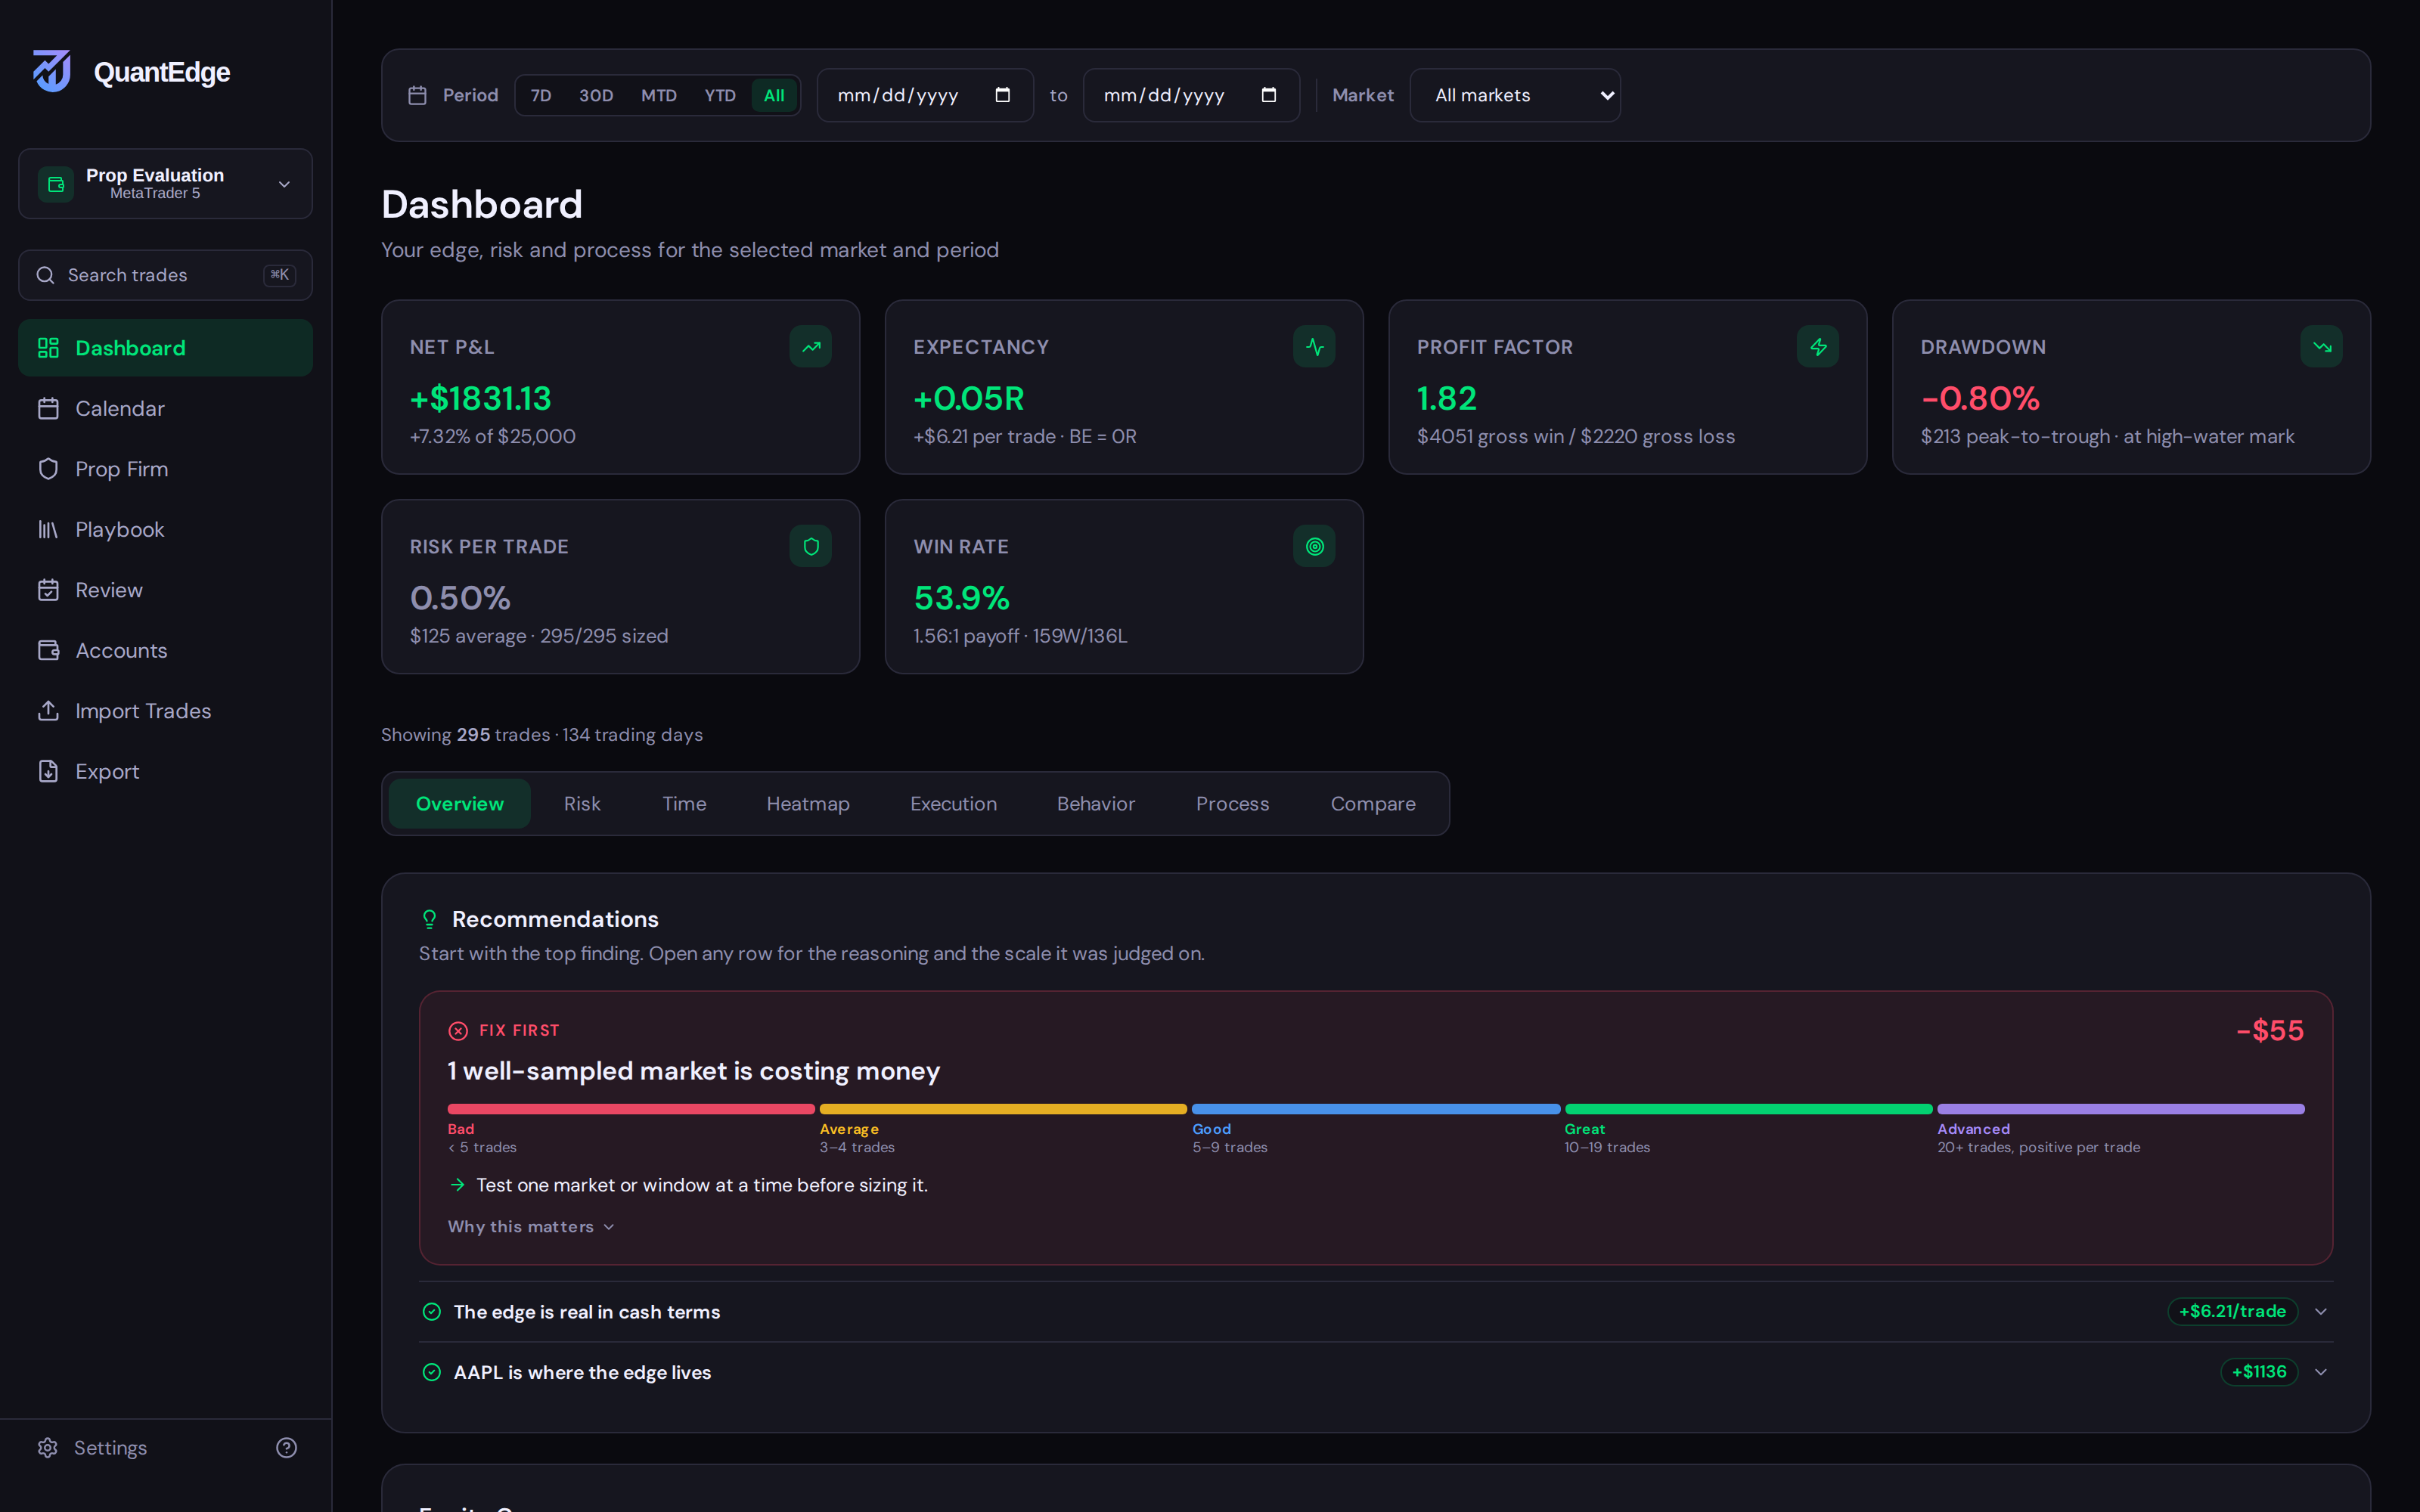 QuantEdge
Prop Evaluation
MetaTrader 5
Search trades
⌘K
Dashboard
Calendar
Prop Firm
Playbook
Review
Accounts
Import Trades
Export
Settings
Period 7D 30D MTD YTD All mm/dd/yyyy to mm/dd/yyyy Market All markets
Dashboard
Your edge, risk and process for the selected market and period
NET P&L
+$1831.13
+7.32% of $25,000
EXPECTANCY
+0.05R
+$6.21 per trade · BE = 0R
PROFIT FACTOR
1.82
$4051 gross win / $2220 gross loss
DRAWDOWN
-0.80%
$213 peak-to-trough · at high-water mark
RISK PER TRADE
0.50%
$125 average · 295/295 sized
WIN RATE
53.9%
1.56:1 payoff · 159W/136L
Showing 295 trades · 134 trading days
Overview Risk Time Heatmap Execution Behavior Process Compare
Recommendations
Start with the top finding. Open any row for the reasoning and the scale it was judged on.
FIX FIRST
-$55
1 well-sampled market is costing money
Bad
< 5 trades
Average
3–4 trades
Good
5–9 trades
Great
10–19 trades
Advanced
20+ trades, positive per trade
Test one market or window at a time before sizing it.
Why this matters
The edge is real in cash terms
+$6.21/trade
AAPL is where the edge lives
+$1136